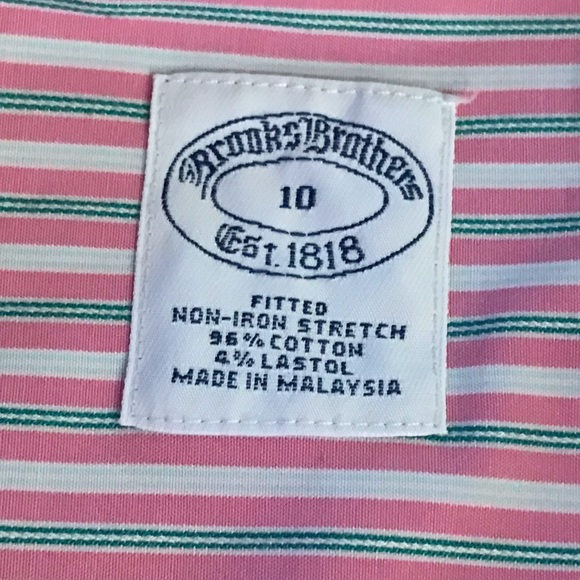 Brooks Brothers
10
Est. 1818
FITTED
NON-IRON STRETCH
96% COTTON
4% LASTOL
MADE IN MALAYSIA